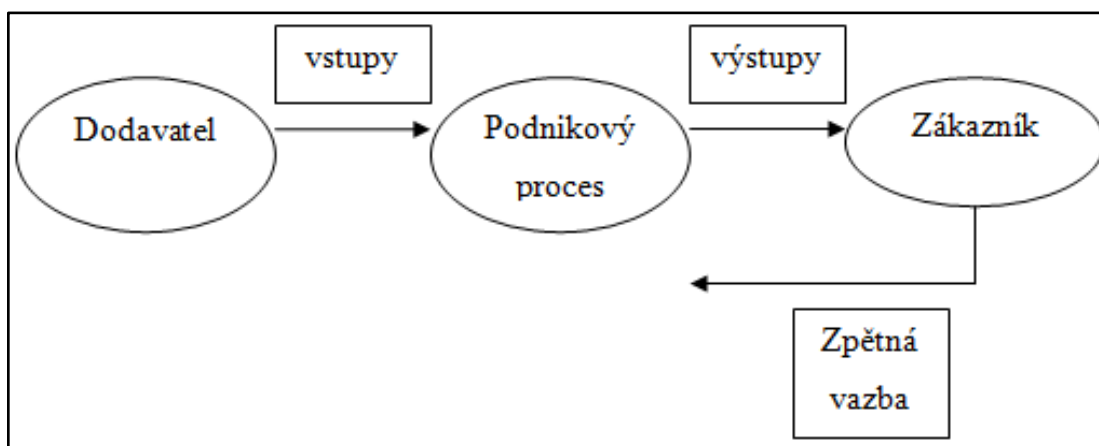 vstupy
výstupy
Dodavatel
Podnikový
proces
Zákazník
Zpětná
vazba